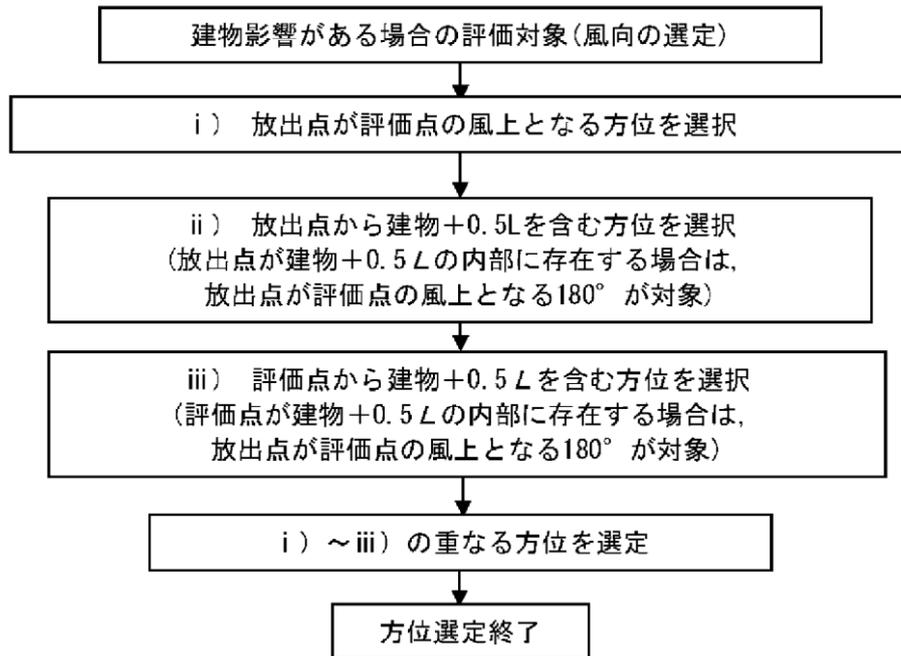 建物影響がある場合の評価対象(風向の選定)
ⅰ) 放出点が評価点の風上となる方位を選択
ⅱ) 放出点から建物+0.5Lを含む方位を選択
(放出点が建物+0.5Lの内部に存在する場合は,
放出点が評価点の風上となる180°が対象)
ⅲ) 評価点から建物+0.5Lを含む方位を選択
(評価点が建物+0.5Lの内部に存在する場合は,
放出点が評価点の風上となる180°が対象)
ⅰ)~ⅲ)の重なる方位を選定
方位選定終了